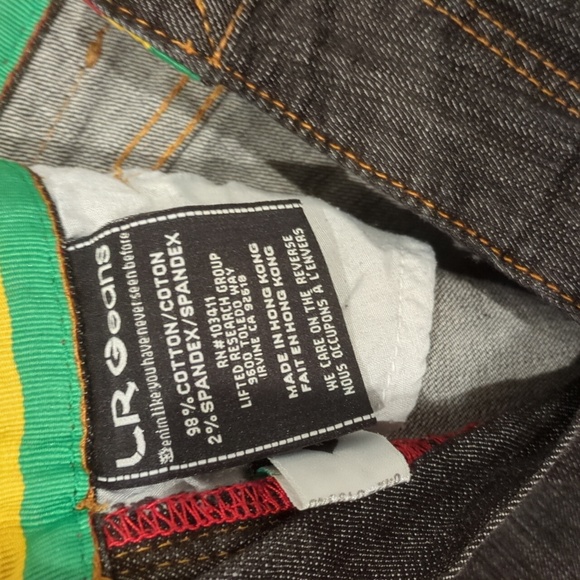 LRGeans
denim like you have never seen before
98% COTTON/COTON
2% SPANDEX/SPANDEX
RN#103411
LIFTED RESEARCH GROUP
9600 TOLEDO WAY
IRVINE CA 92618
MADE IN HONG KONG
FAIT EN HONG KONG
WE CARE ON THE REVERSE
NOUS OCCUPONS À L'ENVERS